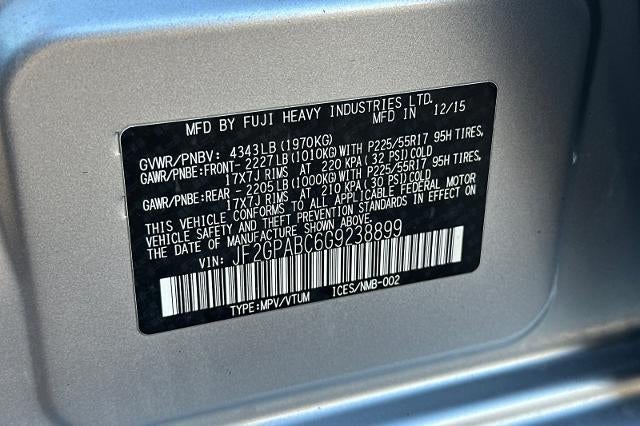 MFD BY FUJI HEAVY INDUSTRIES LTD.
MFD IN 12/15
GVWR/PNBV: 4343LB (1970KG)
GAWR/PNBE:FRONT- 2227LB (1010KG) WITH P225/55R17 95H TIRES,
17X7J RIMS AT 220 KPA (32 PSI) COLD
GAWR/PNBE:REAR - 2205LB (1000KG) WITH P225/55R17 95H TIRES,
17X7J RIMS AT 210 KPA (30 PSI) COLD
THIS VEHICLE CONFORMS TO ALL APPLICABLE FEDERAL MOTOR
VEHICLE SAFETY AND THEFT PREVENTION STANDARDS IN EFFECT ON
THE DATE OF MANUFACTURE SHOWN ABOVE.
VIN: JF2GPABC6G9238899
TYPE:MPV/VTUM ICES/NMB-002